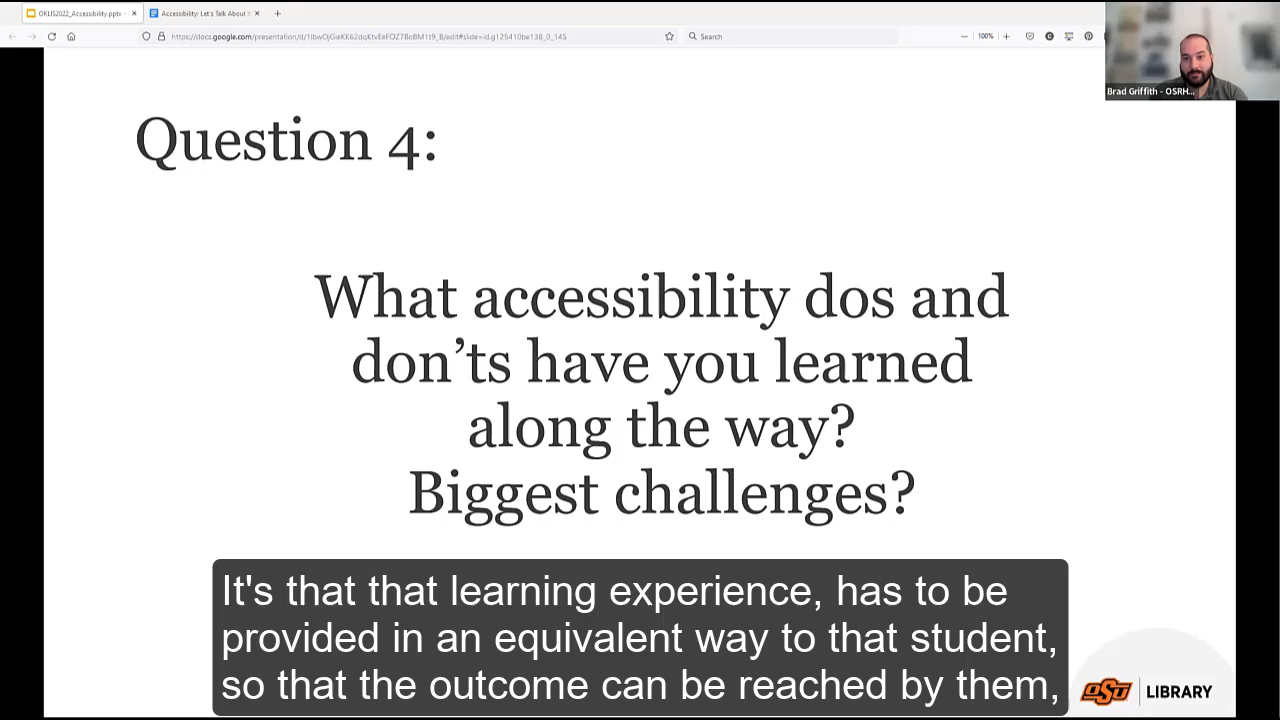 OKLIS2022_Accessibility.pptx
Accessibility: Let's Talk About It
https://docs.google.com/presentation/d/1lbwOjGieKK62dqKtvEeFOZ7BoBM1t9_B/edit#slide=id.g125410be138_0_145
100%
Search
Brad Griffith - OSRH...
Question 4:
What accessibility dos and
don’ts have you learned
along the way?
Biggest challenges?
It's that that learning experience, has to be
provided in an equivalent way to that student,
so that the outcome can be reached by them,
OSU LIBRARY